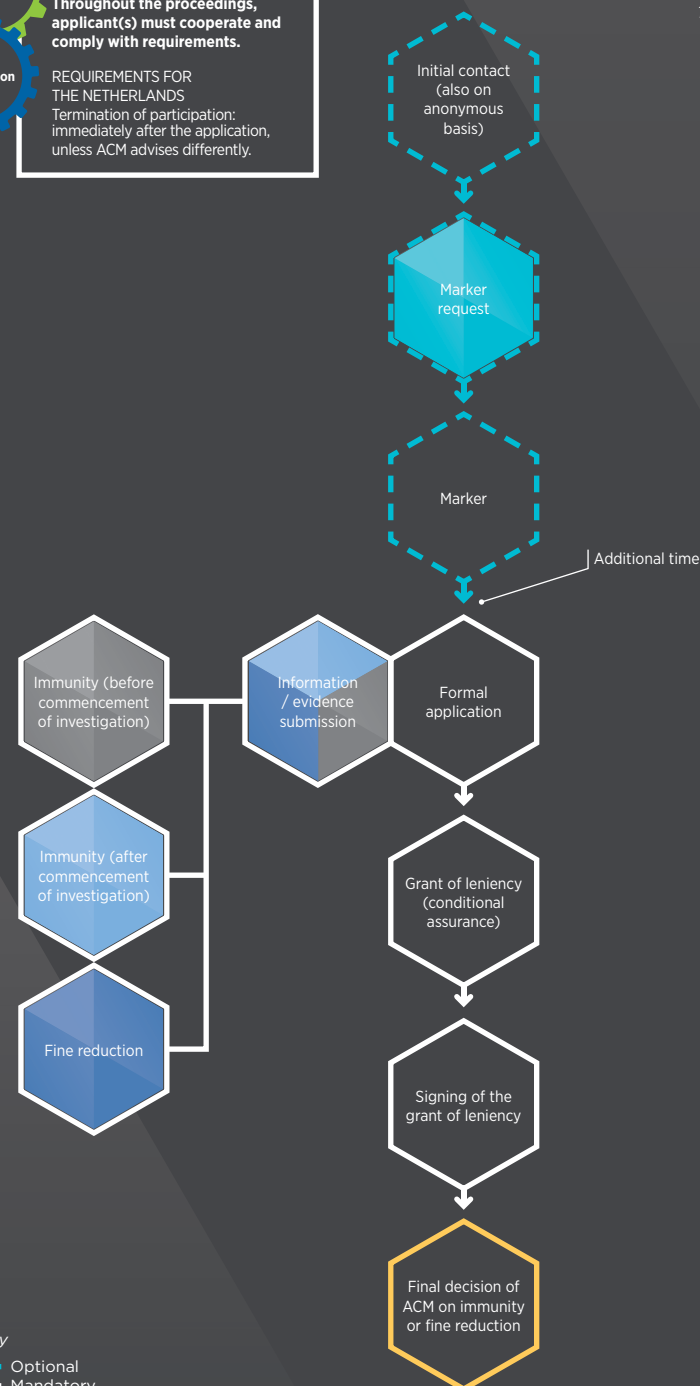 Throughout the proceedings,
applicant(s) must cooperate and
comply with requirements.
REQUIREMENTS FOR
THE NETHERLANDS
Termination of participation:
immediately after the application,
unless ACM advises differently.
Initial contact
(also on
anonymous
basis)
Marker
request
Marker
Additional time
Immunity (before
commencement
of investigation)
Information
/ evidence
submission
Formal
application
Immunity (after
commencement
of investigation)
Grant of leniency
(conditional
assurance)
Fine reduction
Signing of the
grant of leniency
Final decision of
ACM on immunity
or fine reduction
Optional
Mandatory